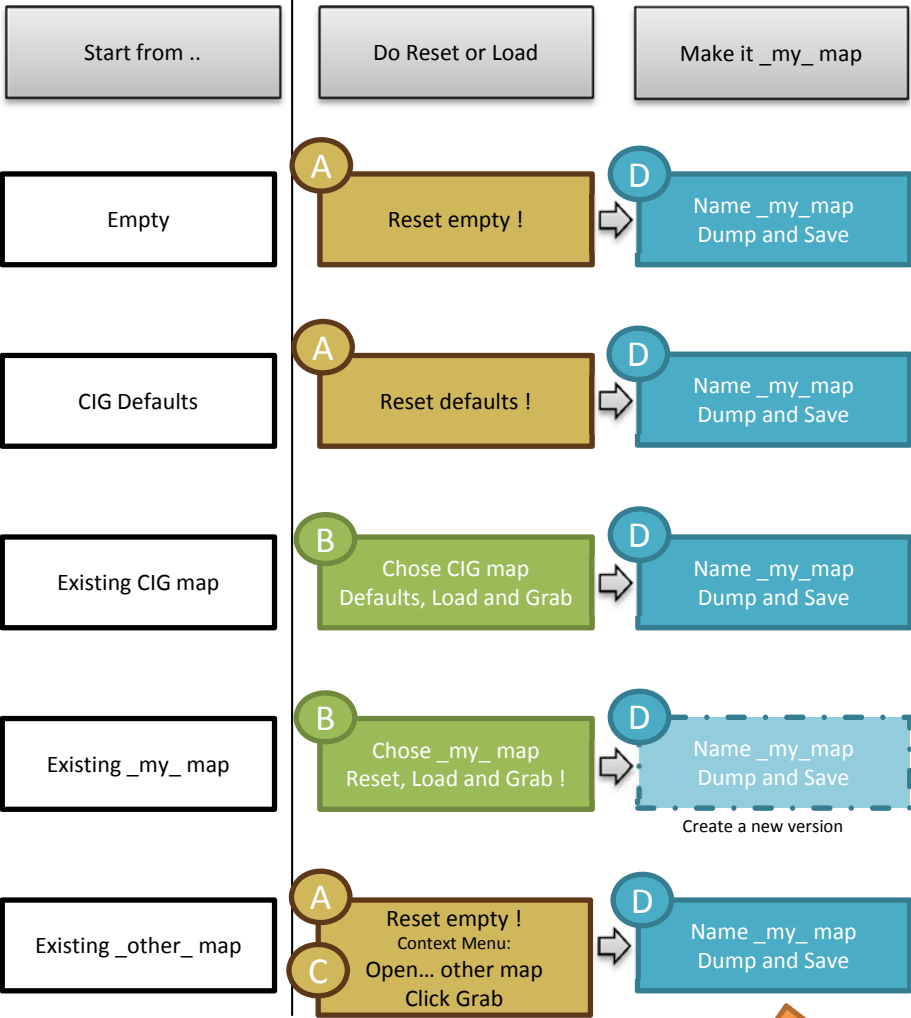 Start from ..
Do Reset or Load
Make it _my_ map
Empty
A
Reset empty !
D
Name _my_map
Dump and Save
CIG Defaults
A
Reset defaults !
D
Name _my_map
Dump and Save
Existing CIG map
B
Chose CIG map
Defaults, Load and Grab
D
Name _my_map
Dump and Save
Existing _my_ map
B
Chose _my_ map
Reset, Load and Grab !
D
Name _my_map
Dump and Save
Create a new version
Existing _other_ map
A
C
Reset empty !
Context Menu:
Open... other map
Click Grab
D
Name _my_ map
Dump and Save